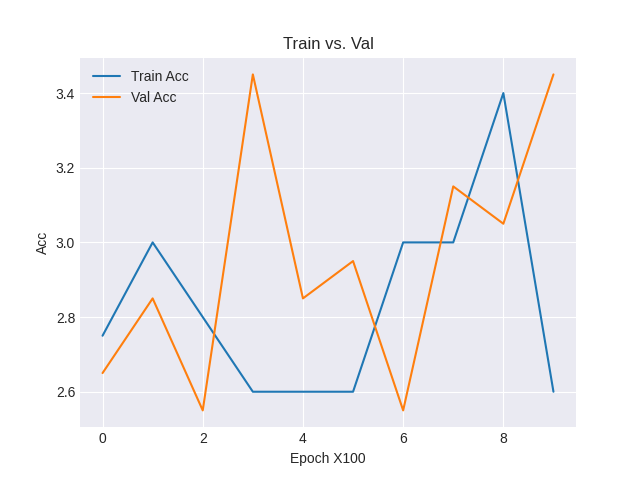 Train vs. Val
Train Acc
Val Acc
3.4
3.2
3.0
2.8
2.6
Acc
0 2 4 6 8
Epoch X100